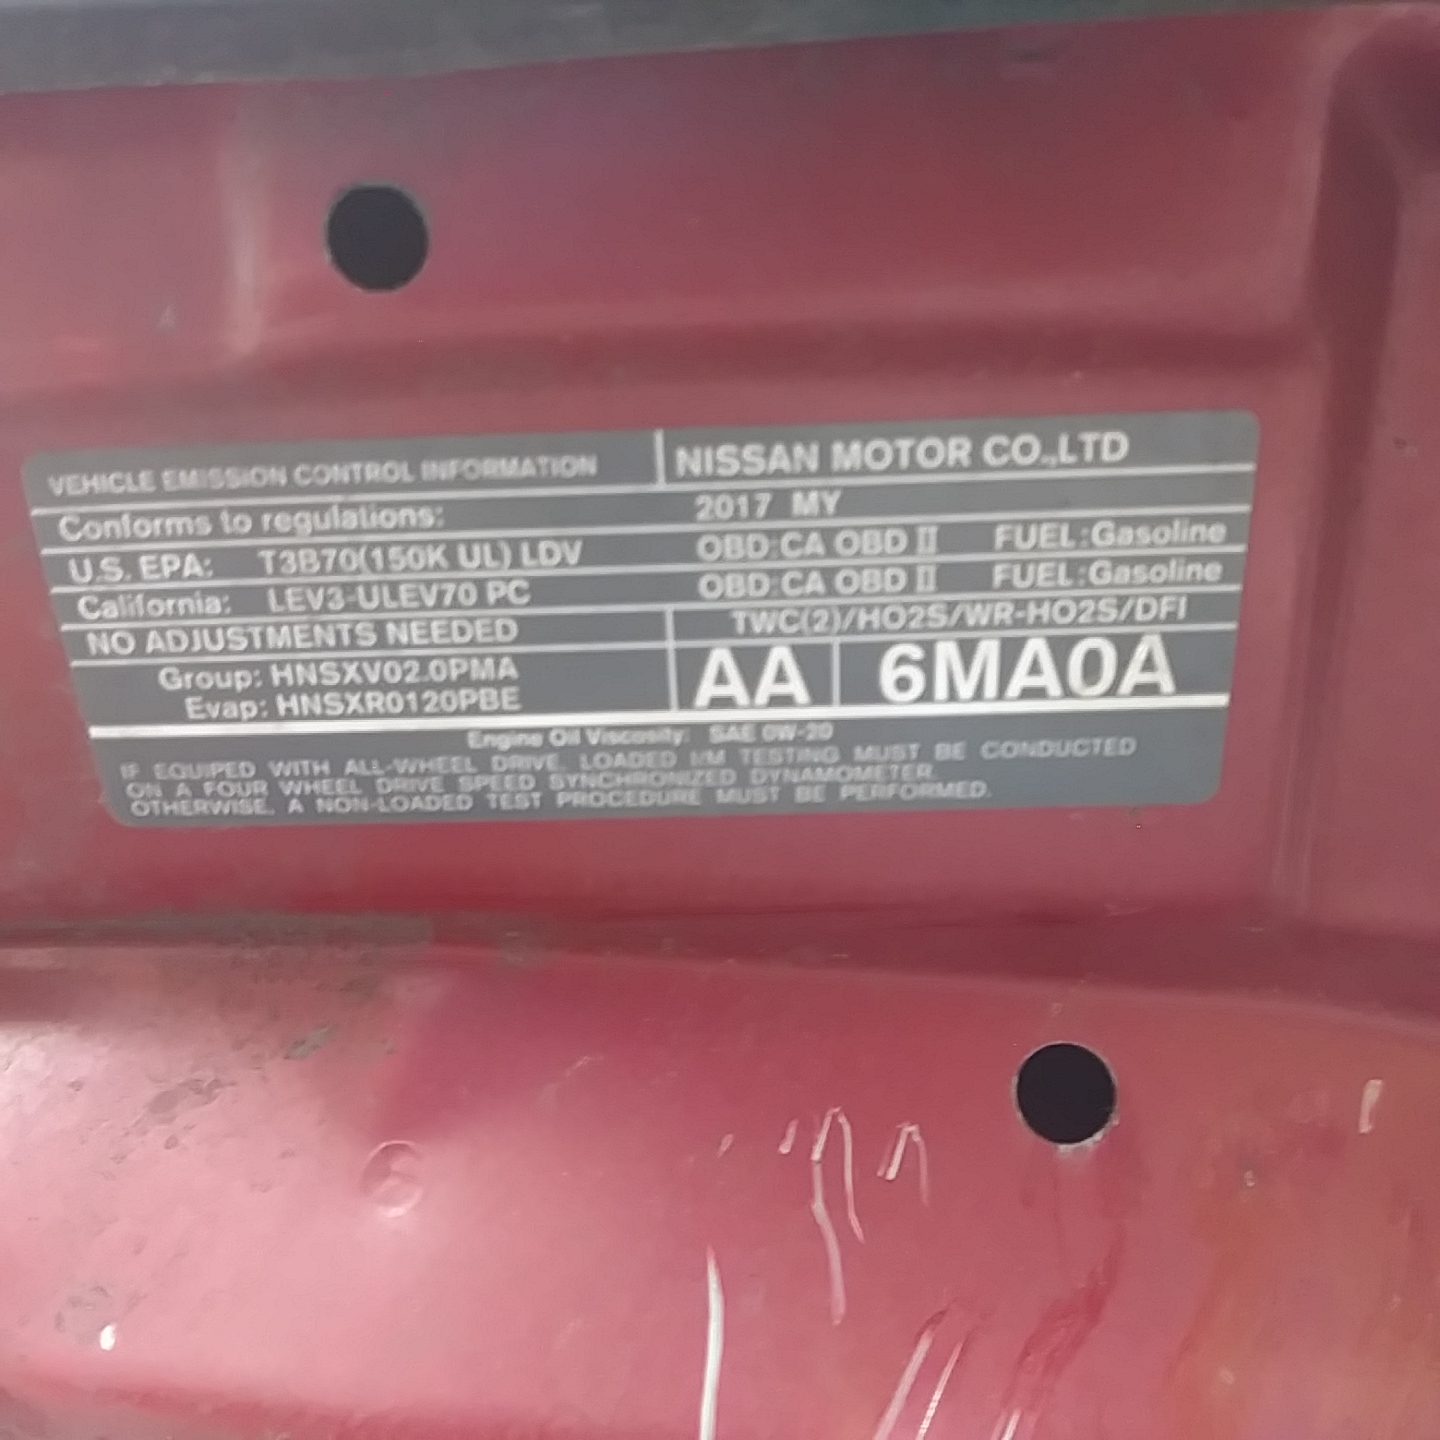 VEHICLE EMISSION CONTROL INFORMATION NISSAN MOTOR CO.,LTD
Conforms to regulations: 2017 MY
U.S. EPA: T3B70(150K UL) LDV OBD:CA OBD II FUEL:Gasoline
California: LEV3-ULEV70 PC OBD:CA OBD II FUEL:Gasoline
NO ADJUSTMENTS NEEDED TWC(2)/HO2S/WR-HO2S/DFI
Group: HNSXV02.0PMA AA 6MA0A
Evap: HNSXR0120PBE
Engine Oil Viscosity: SAE 0W-20
IF EQUIPED WITH ALL-WHEEL DRIVE, LOADED I/M TESTING MUST BE CONDUCTED
ON A FOUR WHEEL DRIVE SPEED SYNCHRONIZED DYNAMOMETER.
OTHERWISE, A NON-LOADED TEST PROCEDURE MUST BE PERFORMED.